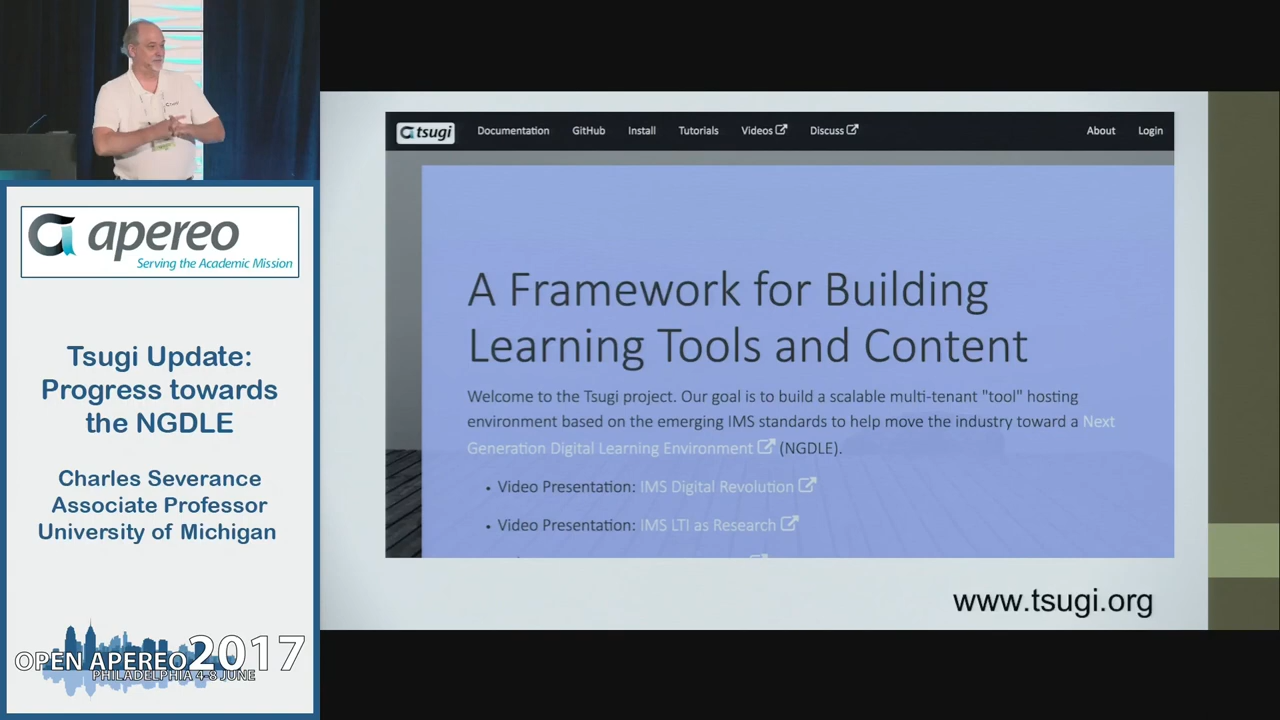 apereo
Serving the Academic Mission
Tsugi Update:
Progress towards
the NGDLE
Charles Severance
Associate Professor
University of Michigan
OPEN APEREO 2017
PHILADELPHIA 4-8 JUNE
tsugi
Documentation
GitHub
Install
Tutorials
Videos
Discuss
About
Login
A Framework for Building
Learning Tools and Content
Welcome to the Tsugi project. Our goal is to build a scalable multi-tenant "tool" hosting
environment based on the emerging IMS standards to help move the industry toward a Next
Generation Digital Learning Environment (NGDLE).
• Video Presentation: IMS Digital Revolution
• Video Presentation: IMS LTI as Research
www.tsugi.org